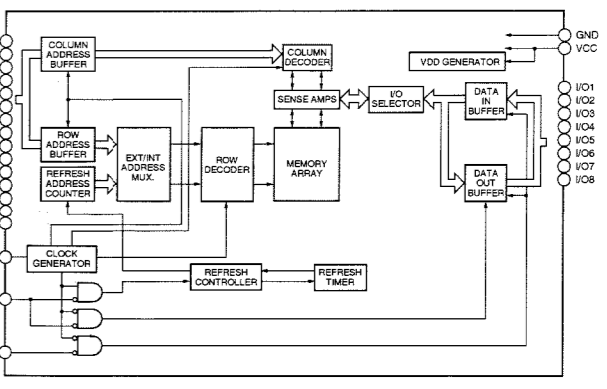 COLUMN
ADDRESS
BUFFER
COLUMN
DECODER
GND
VCC
VDD GENERATOR
SENSE AMPS
I/O
SELECTOR
DATA
IN
BUFFER
I/O1
I/O2
I/O3
I/O4
I/O5
I/O6
I/O7
I/O8
ROW
ADDRESS
BUFFER
EXT/INT
ADDRESS
MUX.
ROW
DECODER
MEMORY
ARRAY
DATA
OUT
BUFFER
REFRESH
ADDRESS
COUNTER
CLOCK
GENERATOR
REFRESH
CONTROLLER
REFRESH
TIMER